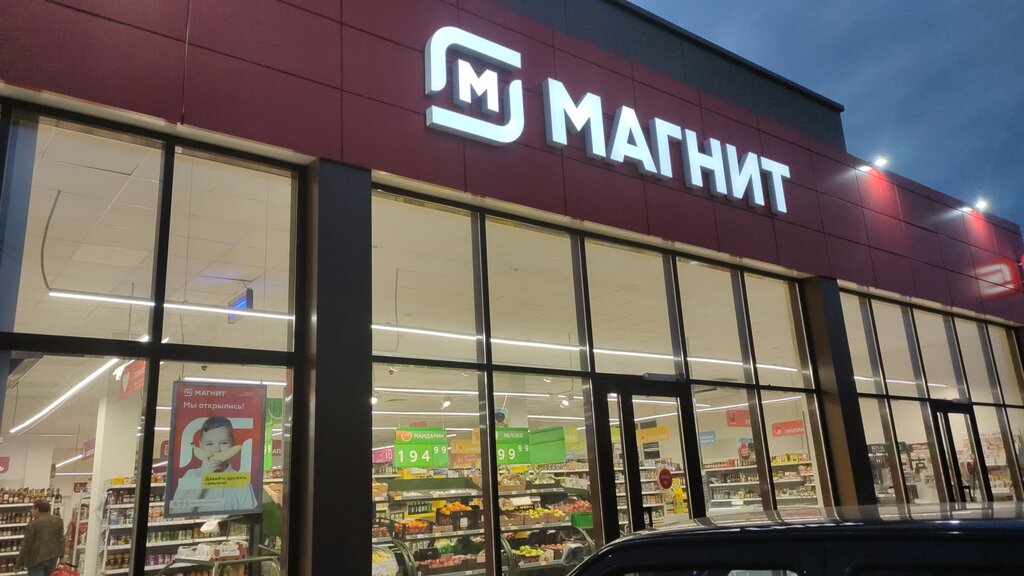 М
МАГНИТ
МАГНИТ
Мы открылись!
Давайте дружить
семьями!
МАНДАРИН
194 99
ЯБЛОКО
99 99